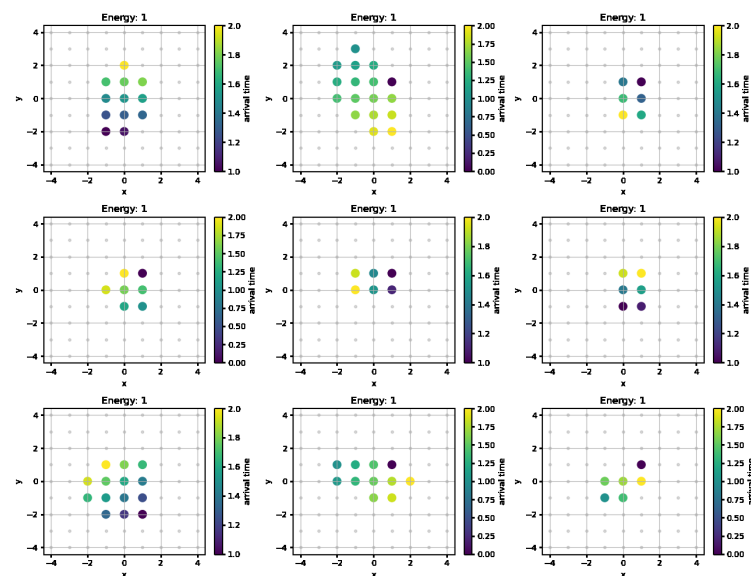 Energy: 1 Energy: 1 Energy: 1
4 2.0 4 2.00 4 2.0
1.8 1.75 1.8
2 2 1.50 2
1.6 1.25 1.6
y 0 arrival time y 0 1.00 arrival time y 0 arrival time
1.4 0.75 1.4
−2 −2 0.50 −2
1.2 0.25 1.2
−4 1.0 −4 0.00 −4 1.0
−4 −2 0 2 4 −4 −2 0 2 4 −4 −2 0 2 4
x x x
Energy: 1 Energy: 1 Energy: 1
4 2.00 4 2.0 4 2.0
1.75 1.8 1.8
2 1.50 2 2
1.25 1.6 1.6
y 0 1.00 arrival time y 0 arrival time y 0 arrival time
0.75 1.4 1.4
−2 0.50 −2 −2
0.25 1.2 1.2
−4 0.00 −4 1.0 −4 1.0
−4 −2 0 2 4 −4 −2 0 2 4 −4 −2 0 2 4
x x x
Energy: 1 Energy: 1 Energy: 1
4 2.0 4 2.00 4 2.00
1.8 1.75 1.75
2 2 1.50 2 1.50
1.6 1.25 1.25
y 0 arrival time y 0 1.00 arrival time y 0 1.00 arrival time
1.4 0.75 0.75
−2 −2 0.50 −2 0.50
1.2 0.25 0.25
−4 1.0 −4 0.00 −4 0.00
−4 −2 0 2 4 −4 −2 0 2 4 −4 −2 0 2 4
x x x